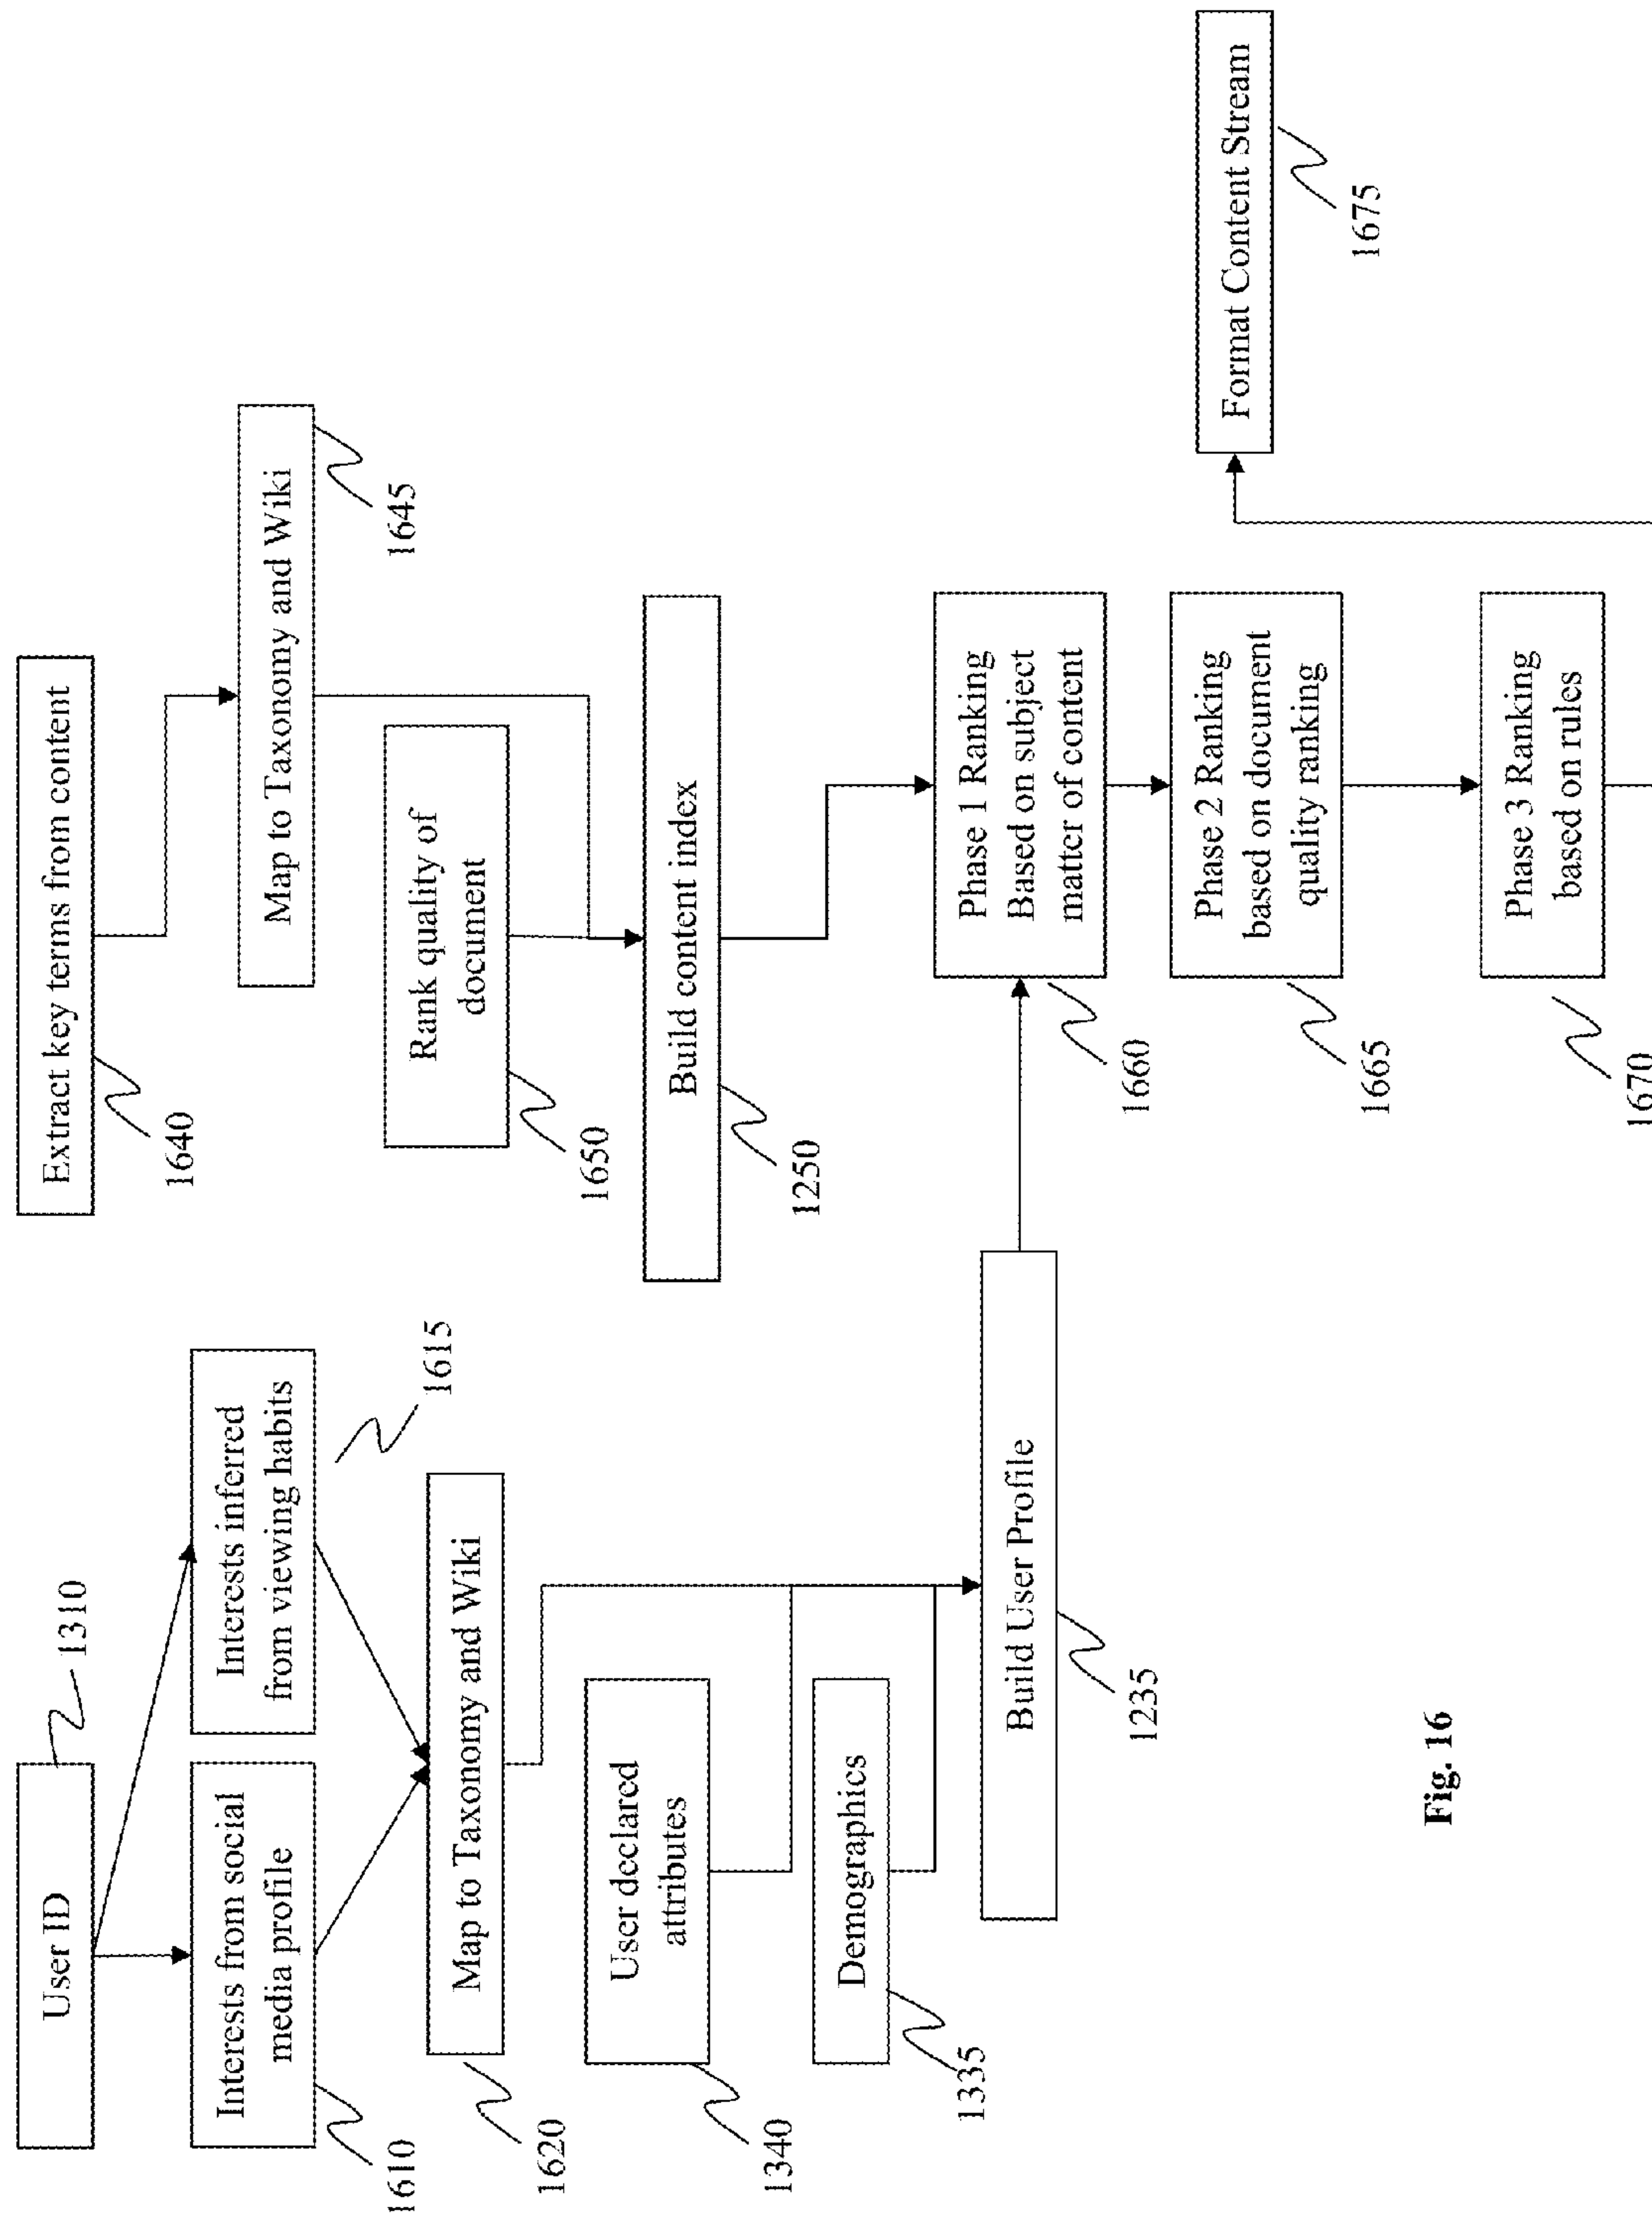 User ID
1310
Interests from social
media profile
1610
Interests inferred
from viewing habits
1615
Map to Taxonomy and Wiki
1620
User declared
attributes
1340
Demographics
1335
Build User Profile
1235
Extract key terms from content
1640
Map to Taxonomy and Wiki
1645
Rank quality of
document
1650
Build content index
1250
Phase 1 Ranking
Based on subject
matter of content
1660
Phase 2 Ranking
based on document
quality ranking
1665
Phase 3 Ranking
based on rules
1670
Format Content Stream
1675
Fig. 16